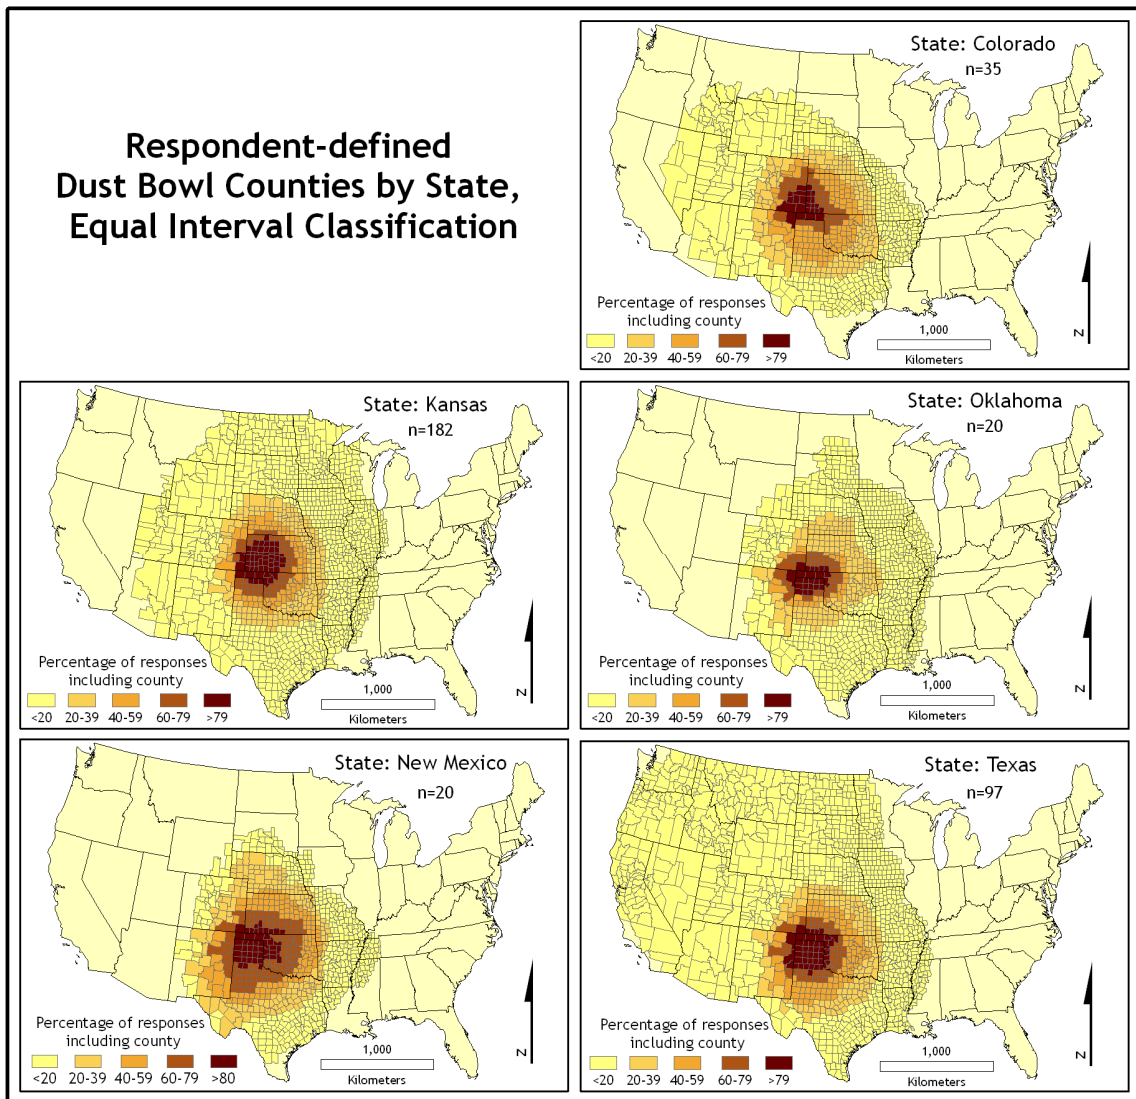 Respondent-defined
Dust Bowl Counties by State,
Equal Interval Classification
State: Colorado
n=35
Percentage of responses
including county
<20 20-39 40-59 60-79 >79
1,000
Kilometers
N
State: Kansas
n=182
Percentage of responses
including county
<20 20-39 40-59 60-79 >79
1,000
Kilometers
N
State: Oklahoma
n=20
Percentage of responses
including county
<20 20-39 40-59 60-79 >79
1,000
Kilometers
N
State: New Mexico
n=20
Percentage of responses
including county
<20 20-39 40-59 60-79 >80
1,000
Kilometers
N
State: Texas
n=97
Percentage of responses
including county
<20 20-39 40-59 60-79 >79
1,000
Kilometers
N